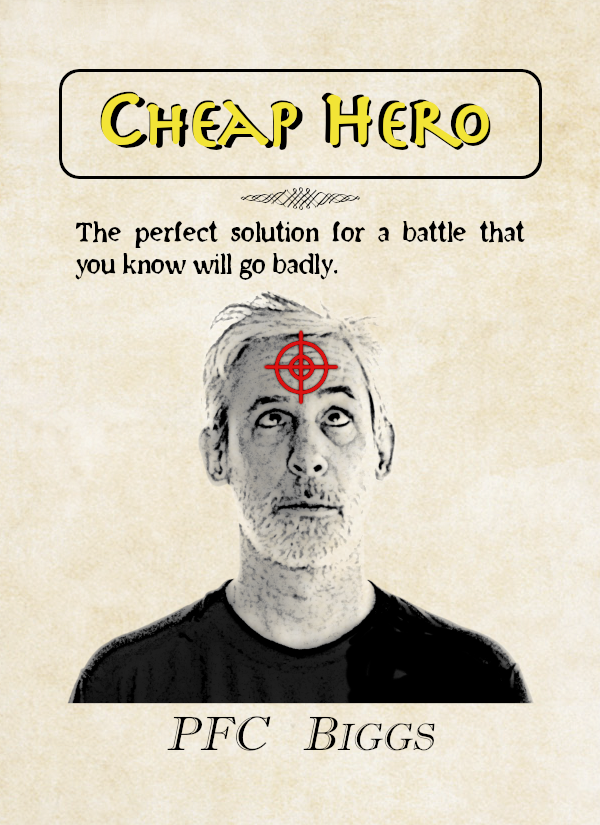 Cheap Hero
The perfect solution for a battle that
you know will go badly.
PFC Biggs